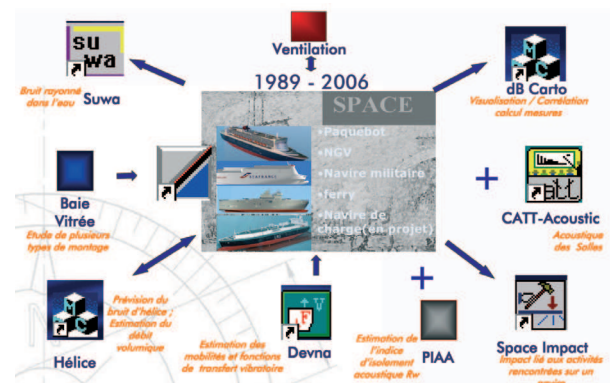 su
wa
Bruit rayonné
dans l'eau
Suwa
Ventilation
1989 - 2006
SPACE
•Paquebot
•NGV
•Navire militaire
•ferry
•Navire de
charge(en projet)
dB Carto
Visualisation / Corrélation
calcul mesures
Baie
Vitrée
Etude de plusieurs
types de montage
+
CATT-Acoustic
Acoustique
des Salles
Hélice
Prévision du
bruit d'hélice ;
Estimation du
débit
volumique
Estimation des
mobilités et fonctions
de transfert vibratoire
Devna
+
Estimation de
l'indice
d'isolement
acoustique Rw
PIAA
Space Impact
Impact lié aux activités
rencontrées sur un